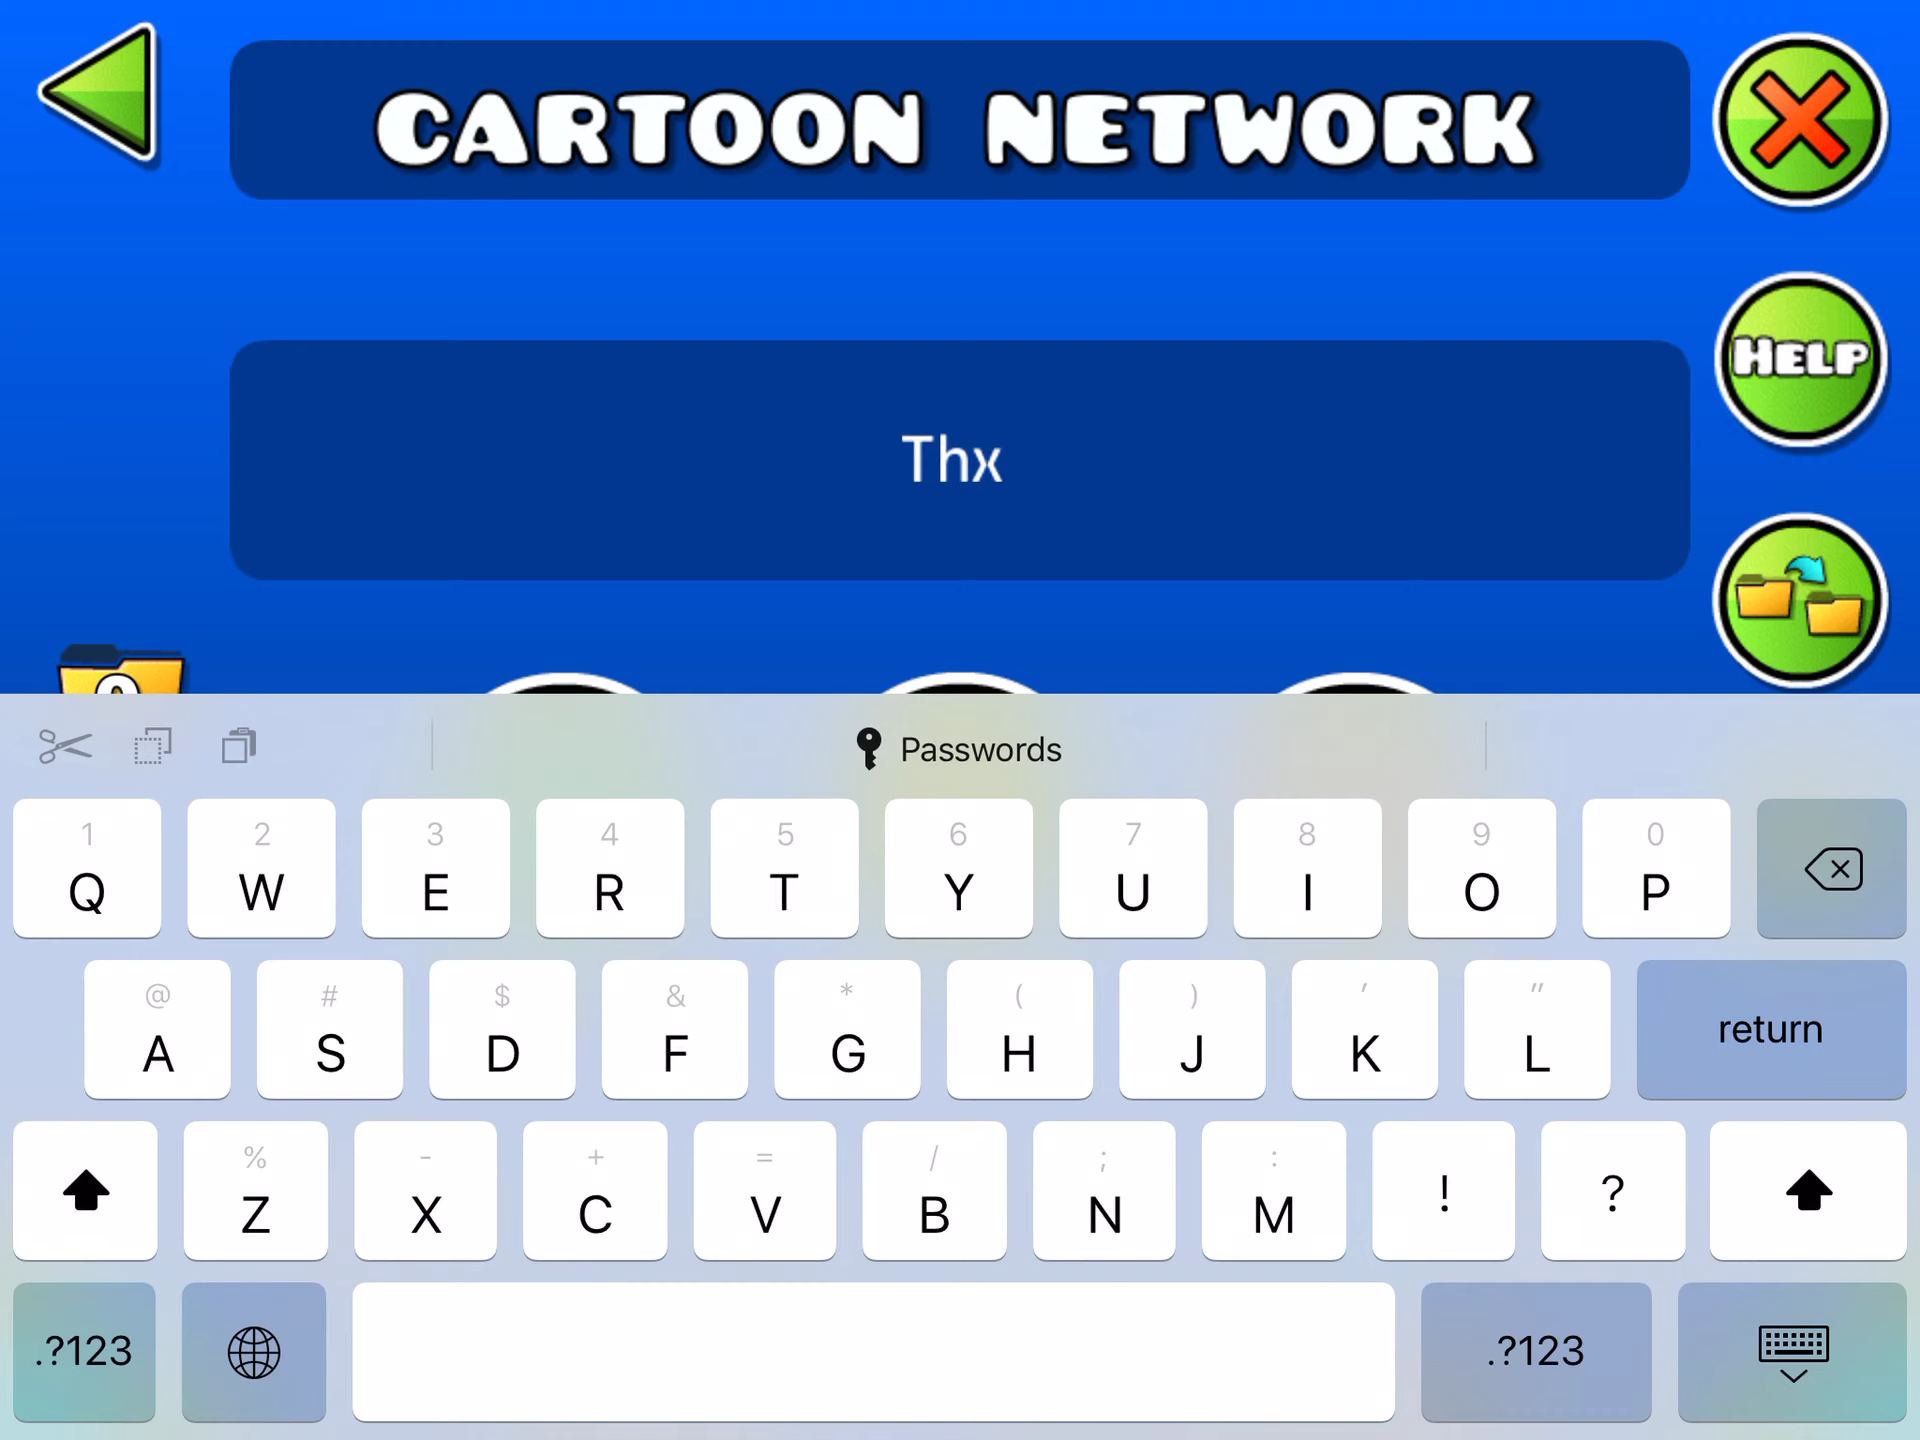 CARTOON NETWORK
HELP
Thx
Passwords
1 2 3 4 5 6 7 8 9 0
Q W E R T Y U I O P
@ # $ & * ( ) ' "
A S D F G H J K L return
% - + = / ; :
Z X C V B N M ! ?
.?123 .?123